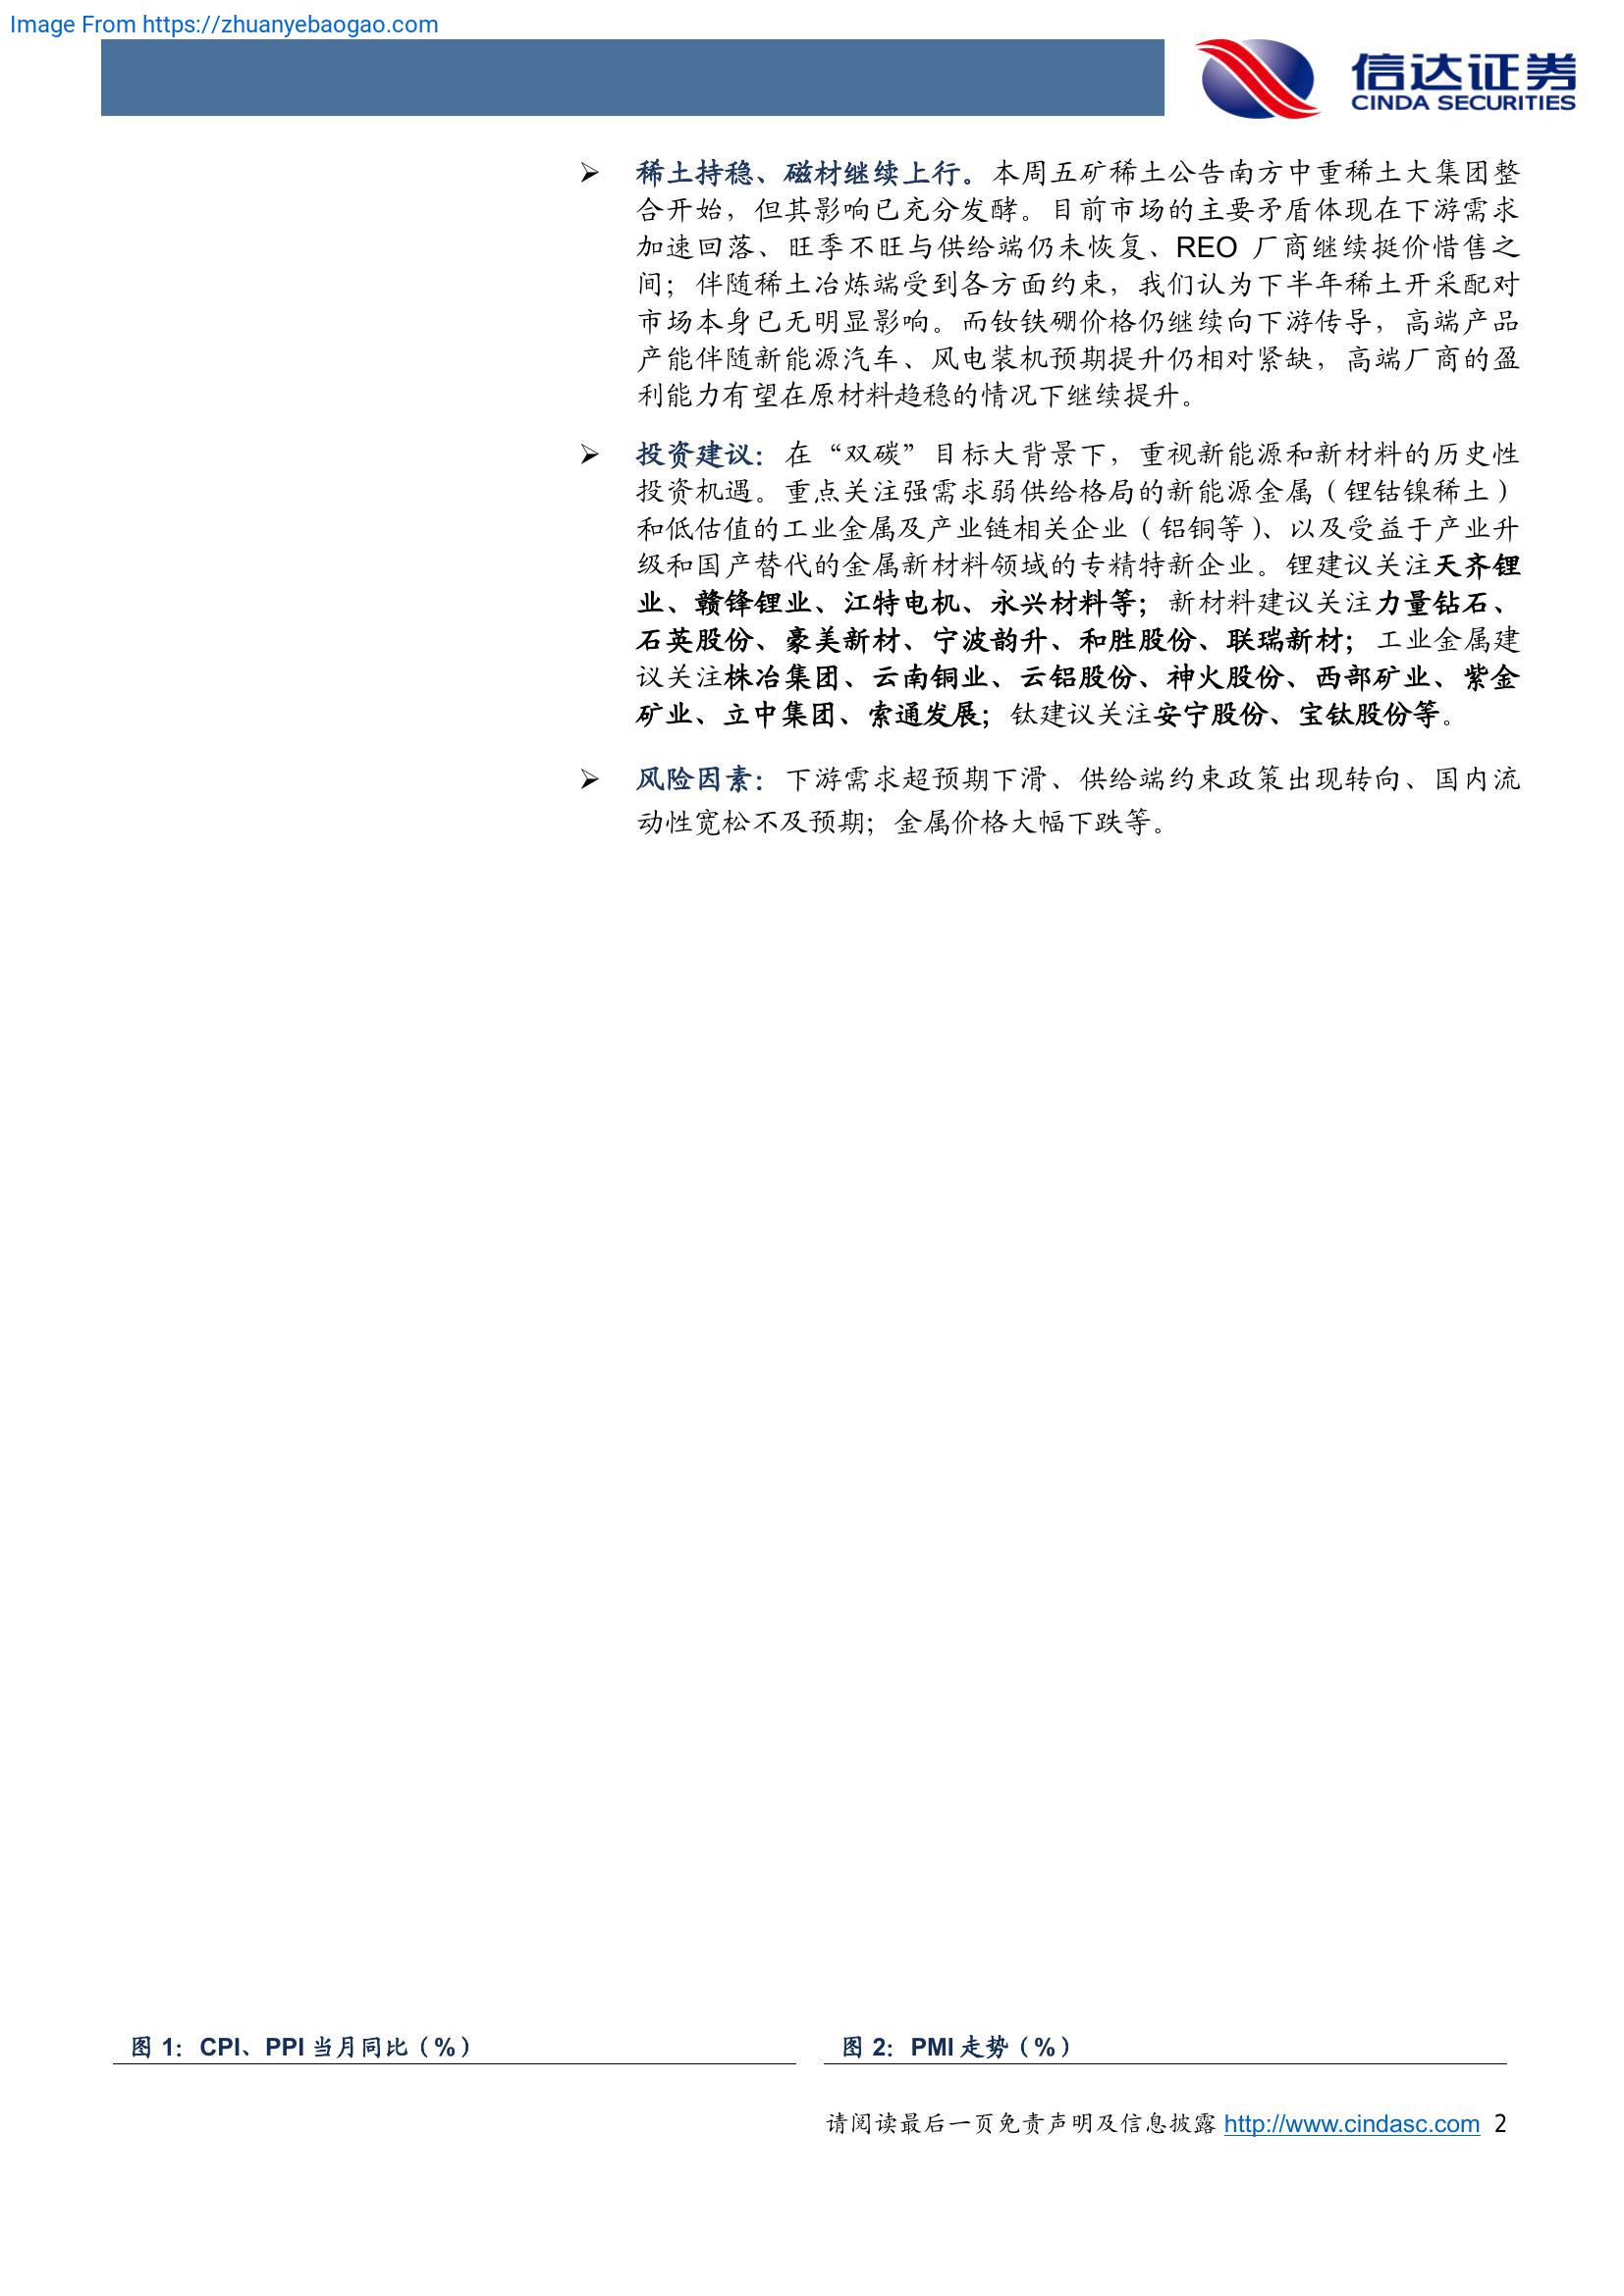 Image From https://zhuanyebaogao.com
信达证券
CINDA SECURITIES
➢ 稀土持稳、磁材继续上行。本周五矿稀土公告南方中重稀土大集团整
合开始，但其影响已充分发酵。目前市场的主要矛盾体现在下游需求
加速回落、旺季不旺与供给端仍未恢复、REO 厂商继续挺价惜售之
间；伴随稀土冶炼端受到各方面约束，我们认为下半年稀土开采配对
市场本身已无明显影响。而钕铁硼价格仍继续向下游传导，高端产品
产能伴随新能源汽车、风电装机预期提升仍相对紧缺，高端厂商的盈
利能力有望在原材料趋稳的情况下继续提升。
➢ 投资建议：在“双碳”目标大背景下，重视新能源和新材料的历史性
投资机遇。重点关注强需求弱供给格局的新能源金属（锂钴镍稀土）
和低估值的工业金属及产业链相关企业（铝铜等）、以及受益于产业升
级和国产替代的金属新材料领域的专精特新企业。锂建议关注天齐锂
业、赣锋锂业、江特电机、永兴材料等；新材料建议关注力量钻石、
石英股份、豪美新材、宁波韵升、和胜股份、联瑞新材；工业金属建
议关注株冶集团、云南铜业、云铝股份、神火股份、西部矿业、紫金
矿业、立中集团、索通发展；钛建议关注安宁股份、宝钛股份等。
➢ 风险因素：下游需求超预期下滑、供给端约束政策出现转向、国内流
动性宽松不及预期；金属价格大幅下跌等。
图 1：CPI、PPI 当月同比（%）
图 2：PMI 走势（%）
请阅读最后一页免责声明及信息披露 http://www.cindasc.com 2